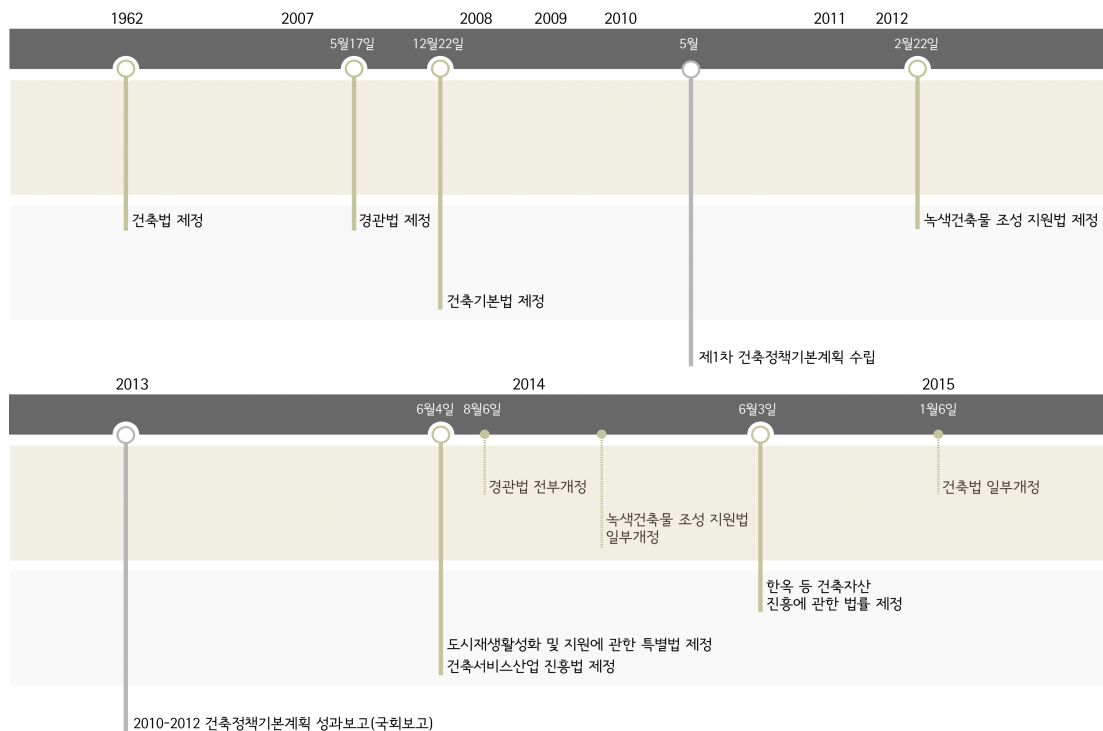 1962 2007 2008 2009 2010 2011 2012
5월17일 12월22일 5월 2월22일
건축법 제정 경관법 제정 녹색건축물 조성 지원법 제정
건축기본법 제정
제1차 건축정책기본계획 수립
2013 2014 2015
6월4일 8월6일 6월3일 1월6일
경관법 전부개정 건축법 일부개정
녹색건축물 조성 지원법
일부개정
한옥 등 건축자산
진흥에 관한 법률 제정
도시재생활성화 및 지원에 관한 특별법 제정
건축서비스산업 진흥법 제정
2010-2012 건축정책기본계획 성과보고(국회보고)